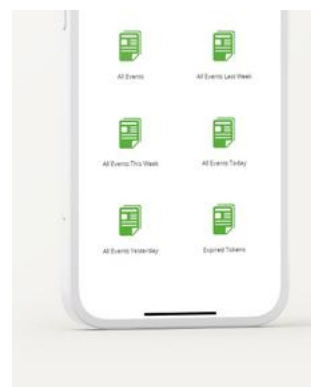 All Events
All Events Last Week
All Events This Week
All Events Today
All Events Yesterday
Expired Tokens